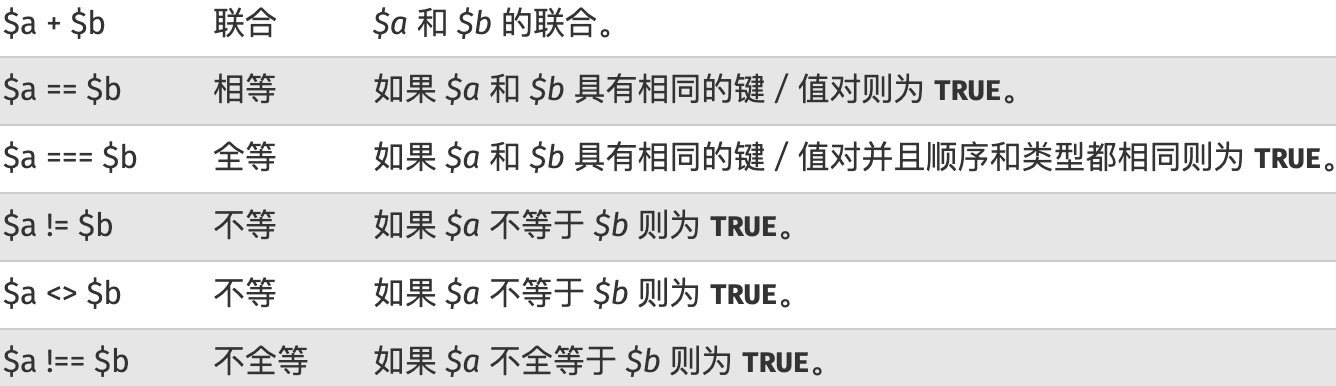 $a + $b 联合 $a 和 $b 的联合。
$a == $b 相等 如果 $a 和 $b 具有相同的键 / 值对则为 TRUE。
$a === $b 全等 如果 $a 和 $b 具有相同的键 / 值对并且顺序和类型都相同则为 TRUE。
$a != $b 不等 如果 $a 不等于 $b 则为 TRUE。
$a <> $b 不等 如果 $a 不等于 $b 则为 TRUE。
$a !== $b 不全等 如果 $a 不全等于 $b 则为 TRUE。